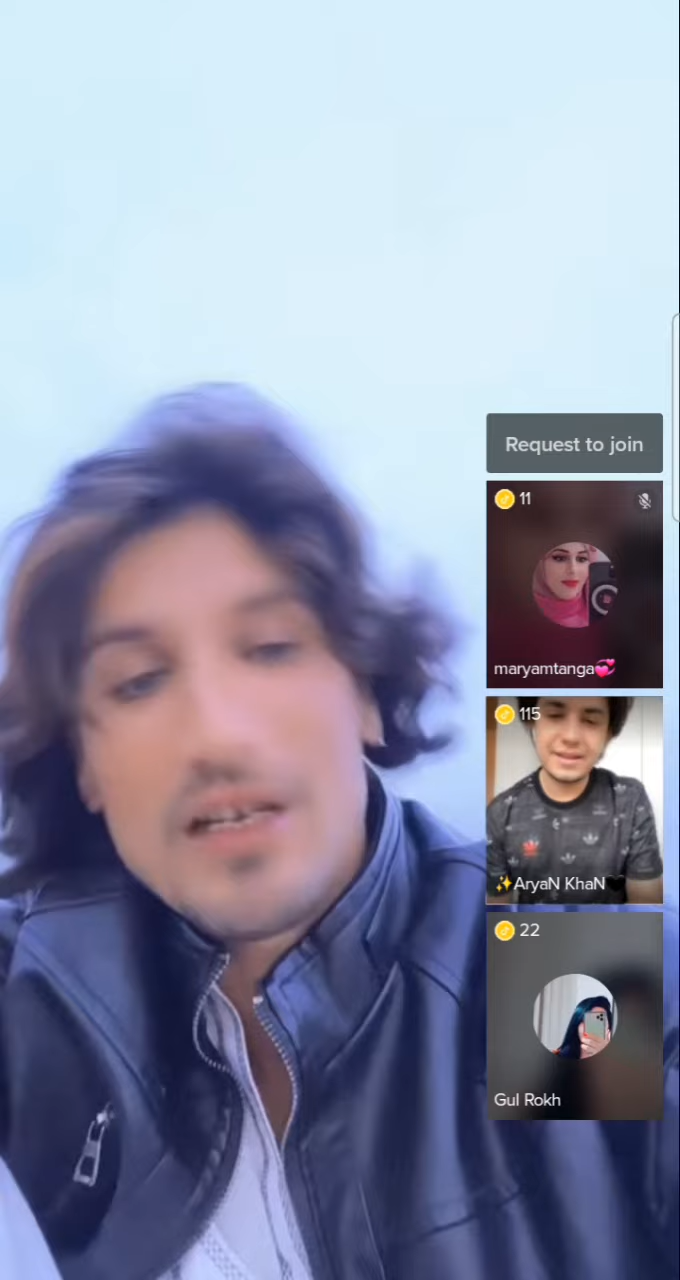 Request to join
11
maryamtanga💞
115
✨AryaN KhaN🖤
22
Gul Rokh